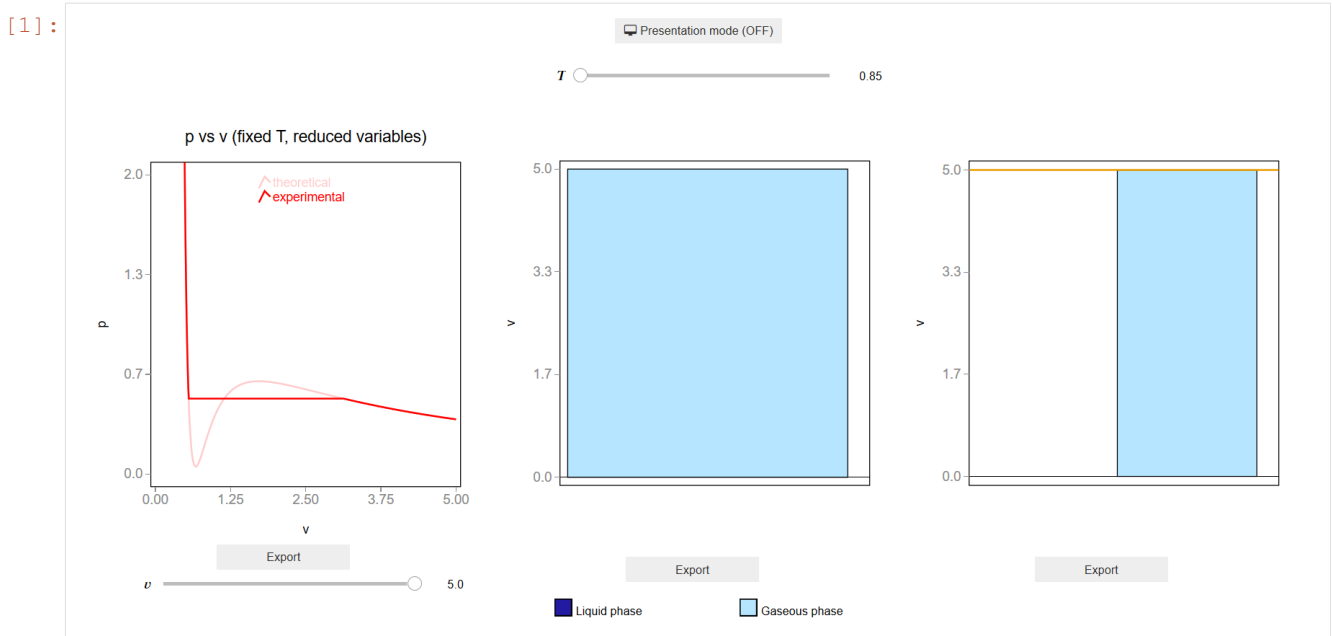 [1]:
Presentation mode (OFF)
T 0.85
p vs v (fixed T, reduced variables)
theoretical
experimental
2.0
1.3
0.7
0.0
p
0.00 1.25 2.50 3.75 5.00
v
Export
v 5.0
5.0
3.3
1.7
0.0
v
Export
Liquid phase Gaseous phase
5.0
3.3
1.7
0.0
v
Export